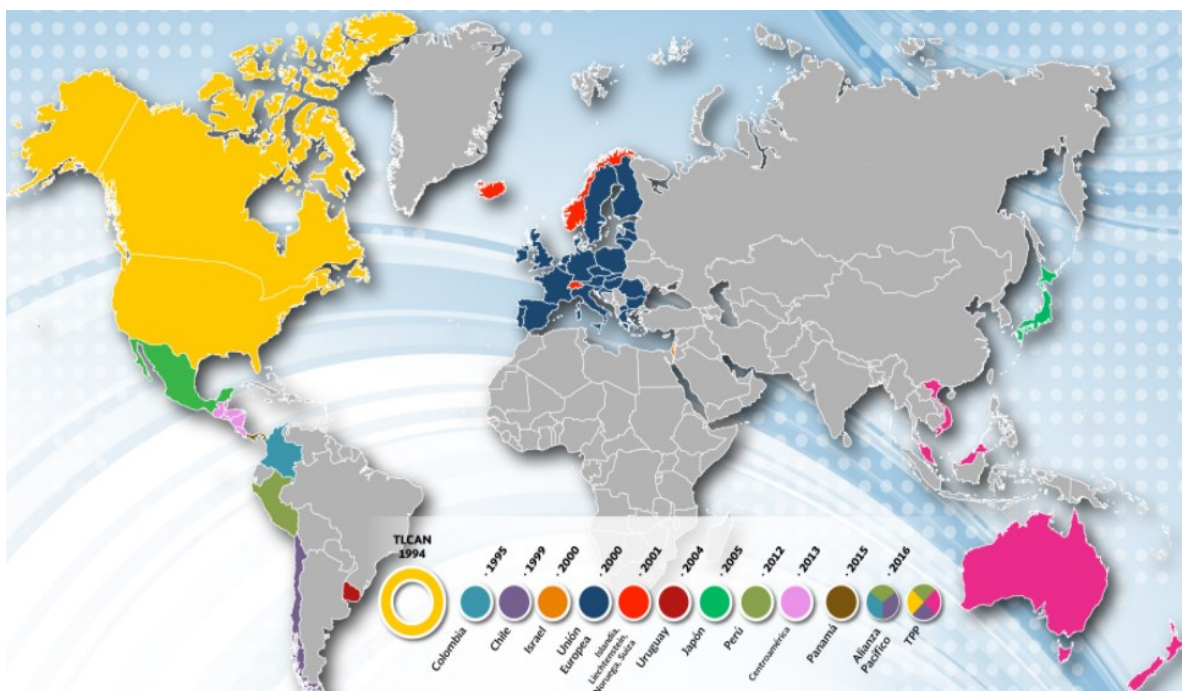 TLCAN
1994
· 1995
Colombia
· 1999
Chile
· 2000
Israel
· 2000
Unión
Europea
· 2001
Islandia,
Liechtenstein,
Noruega, Suiza
· 2004
Uruguay
· 2005
Japón
· 2012
Perú
· 2013
Centroamérica
· 2015
Panamá
· 2016
Alianza
Pacífico
TPP